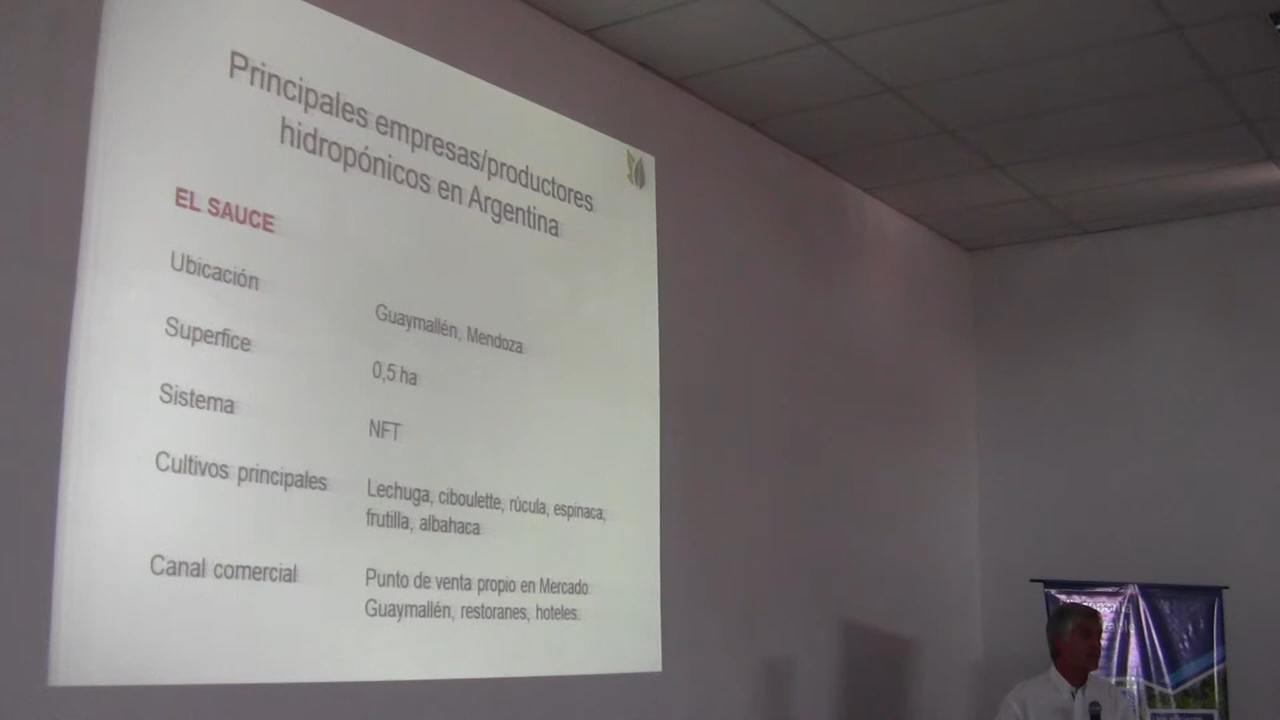 Principales empresas/productores
hidropónicos en Argentina
EL SAUCE
Ubicación
Guaymallén, Mendoza
Superfice
0,5 ha
Sistema
NFT
Cultivos principales
Lechuga, ciboulette, rúcula, espinaca,
frutilla, albahaca
Canal comercial
Punto de venta propio en Mercado
Guaymallén, restoranes, hoteles.